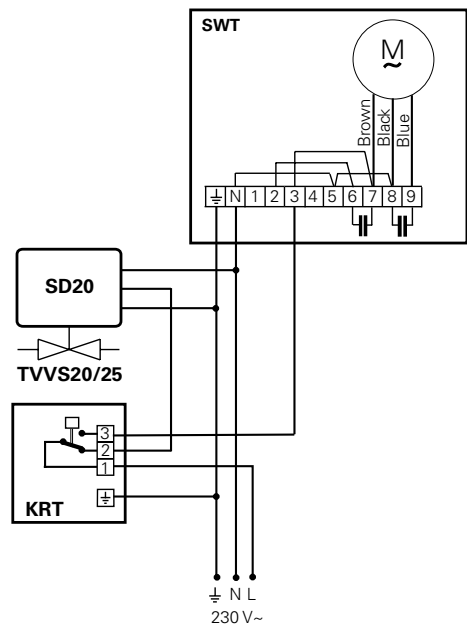 SWT
M
~
Brown
Black
Blue
N 1 2 3 4 5 6 7 8 9
SD20
TVVS20/25
3
2
1
KRT
N L
230 V~